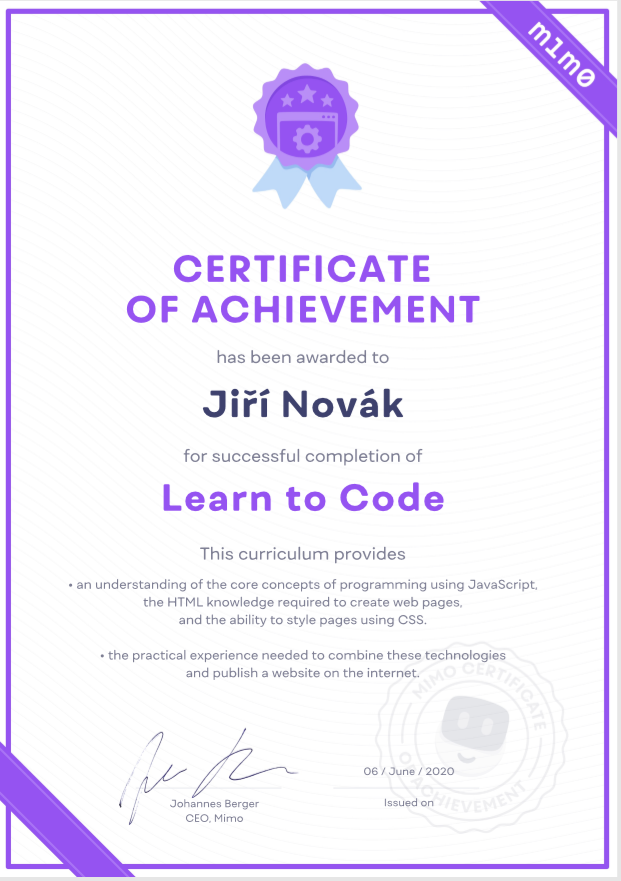 m1m0
CERTIFICATE
OF ACHIEVEMENT
has been awarded to
Jiří Novák
for successful completion of
Learn to Code
This curriculum provides
• an understanding of the core concepts of programming using JavaScript,
the HTML knowledge required to create web pages,
and the ability to style pages using CSS.
• the practical experience needed to combine these technologies
and publish a website on the internet.
MIMO CERTIFICATE
OF ACHIEVEMENT
06 / June / 2020
Johannes Berger
CEO, Mimo
Issued on